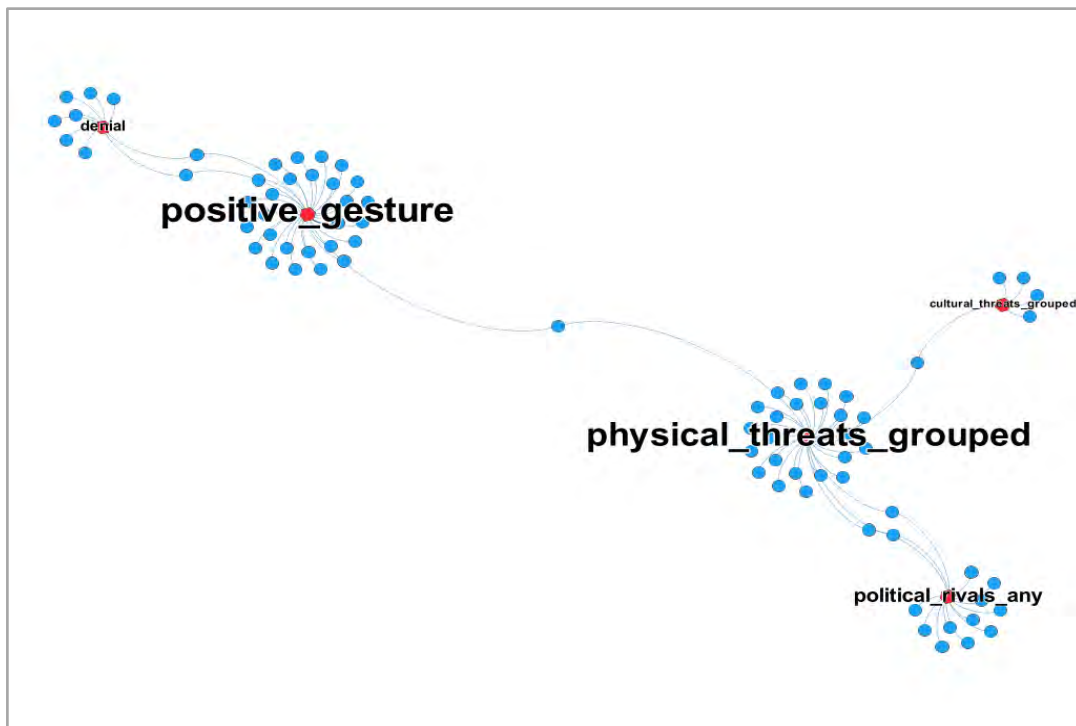 denial
positive_gesture
cultural_threats_grouped
physical_threats_grouped
political_rivals_any